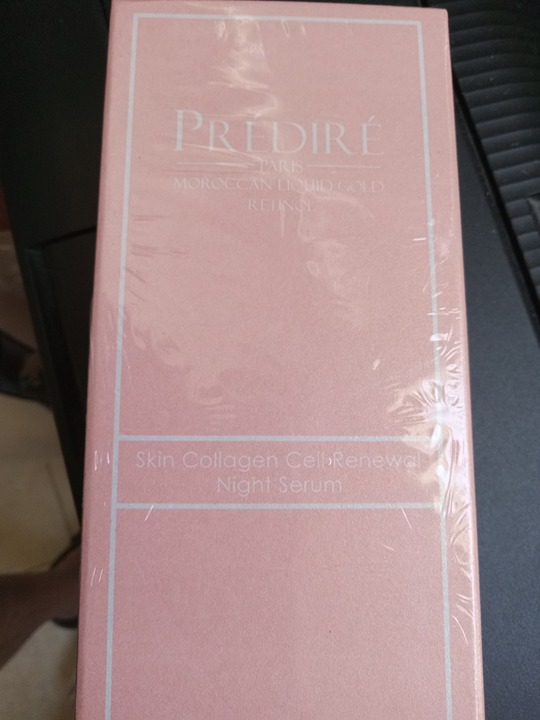 PREDIRÉ
PARIS
MOROCCAN LIQUID GOLD
RETINOL
Skin Collagen Cell Renewal
Night Serum